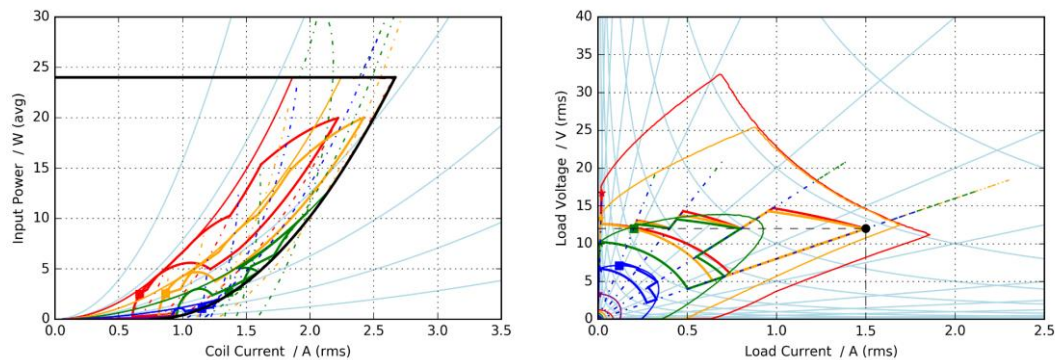 30
25
20
15
10
5
0
0.0 0.5 1.0 1.5 2.0 2.5 3.0 3.5
Input Power / W (avg)
Coil Current / A (rms)
40
35
30
25
20
15
10
5
0
0.0 0.5 1.0 1.5 2.0 2.5
Load Voltage / V (rms)
Load Current / A (rms)